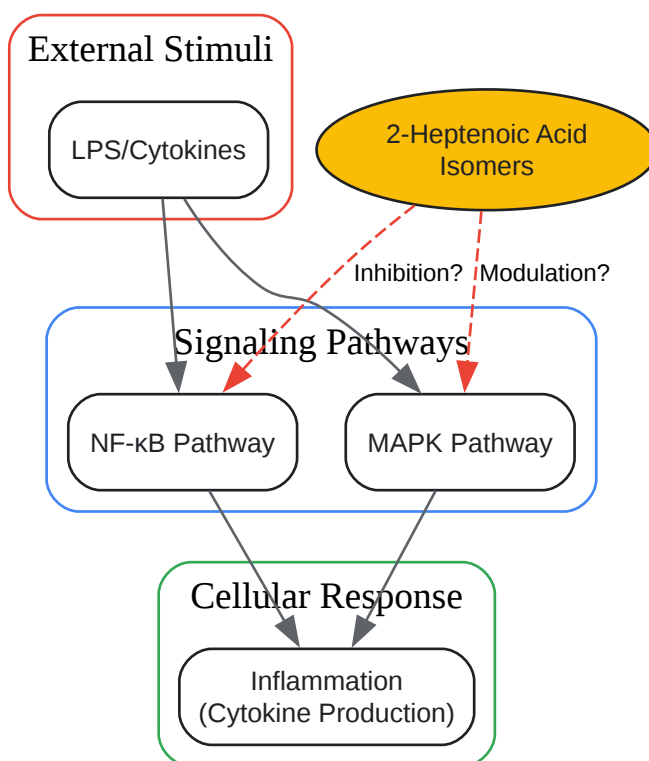 External Stimuli
LPS/Cytokines
2-Heptenoic Acid
Isomers
Inhibition?
Modulation?
Signaling Pathways
NF-κB Pathway
MAPK Pathway
Cellular Response
Inflammation
(Cytokine Production)